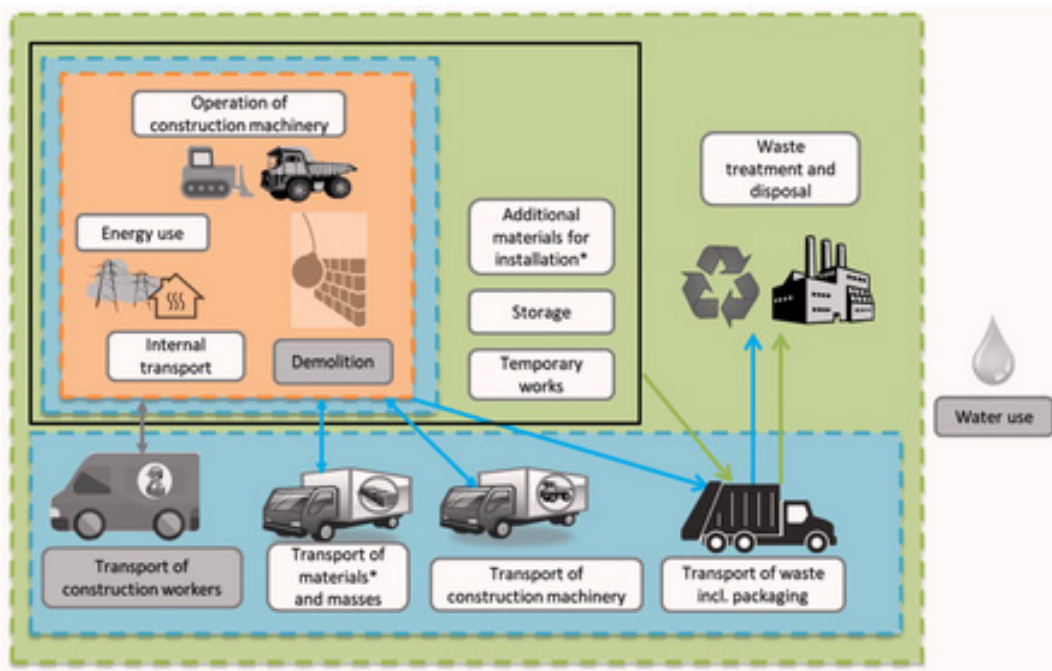 Operation of
construction machinery
Energy use
Internal
transport
Demolition
Additional
materials for
installation*
Storage
Temporary
works
Waste
treatment and
disposal
Water use
Transport of
construction workers
Transport of
materials*
and masses
Transport of
construction machinery
Transport of waste
incl. packaging